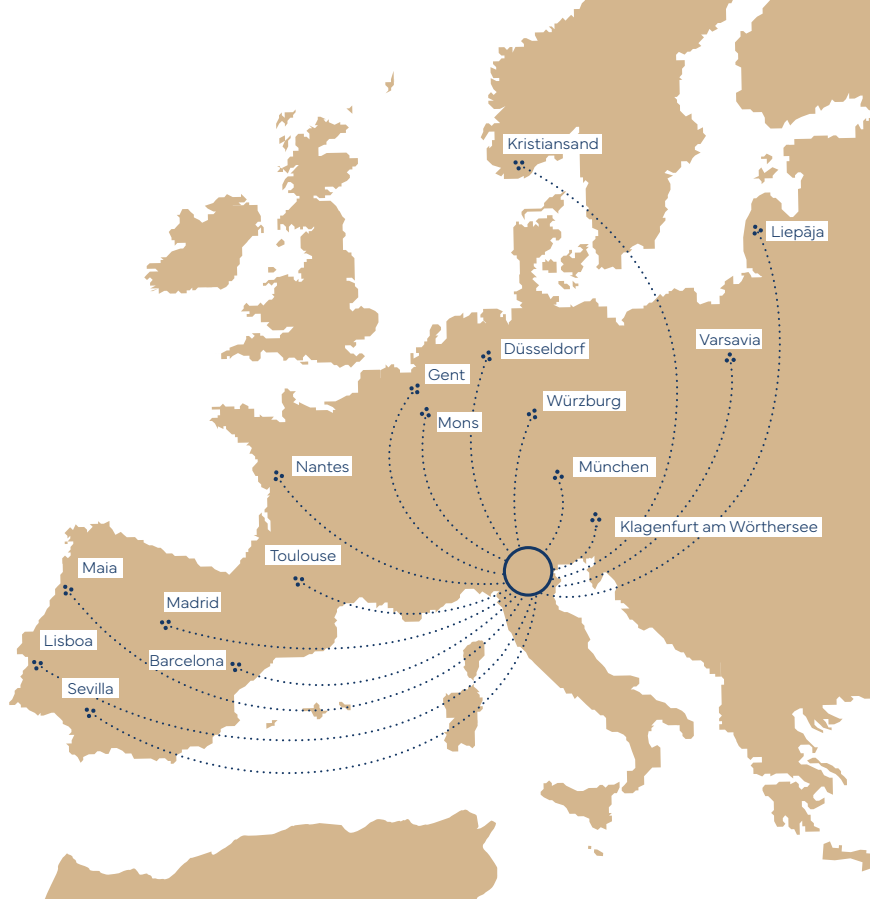 Kristiansand
Liepāja
Varsavia
Düsseldorf
Gent
Würzburg
Mons
Nantes
München
Klagenfurt am Wörthersee
Toulouse
Maia
Madrid
Lisboa
Barcelona
Sevilla